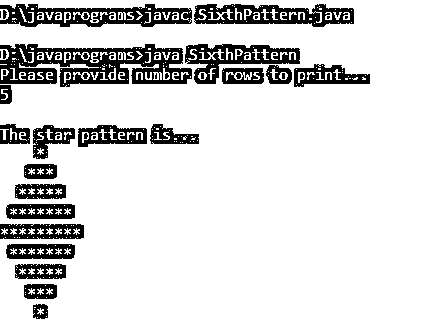 D:\javaprograms>javac SixthPattern.java
D:\javaprograms>java SixthPattern
Please provide number of rows to print...
5
The star pattern is...
    *
   ***
  *****
 *******
*********
 *******
  *****
   ***
    *